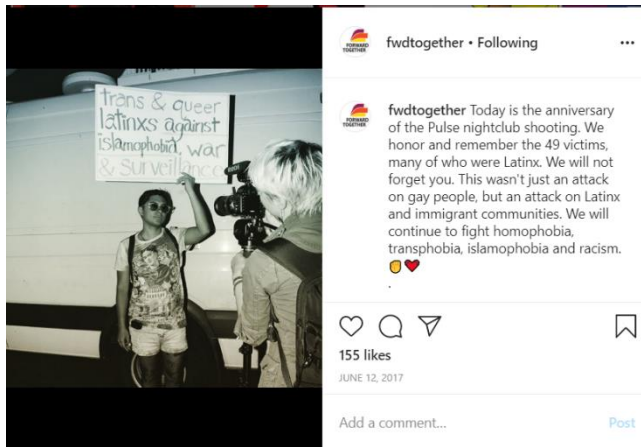 trans & queer
latinxs against
islamophobia, war
& surveillance
FORWARD
TOGETHER
fwdtogether • Following
FORWARD
TOGETHER
fwdtogether Today is the anniversary
of the Pulse nightclub shooting. We
honor and remember the 49 victims,
many of who were Latinx. We will not
forget you. This wasn't just an attack
on gay people, but an attack on Latinx
and immigrant communities. We will
continue to fight homophobia,
transphobia, islamophobia and racism.
.
155 likes
JUNE 12, 2017
Add a comment...
Post